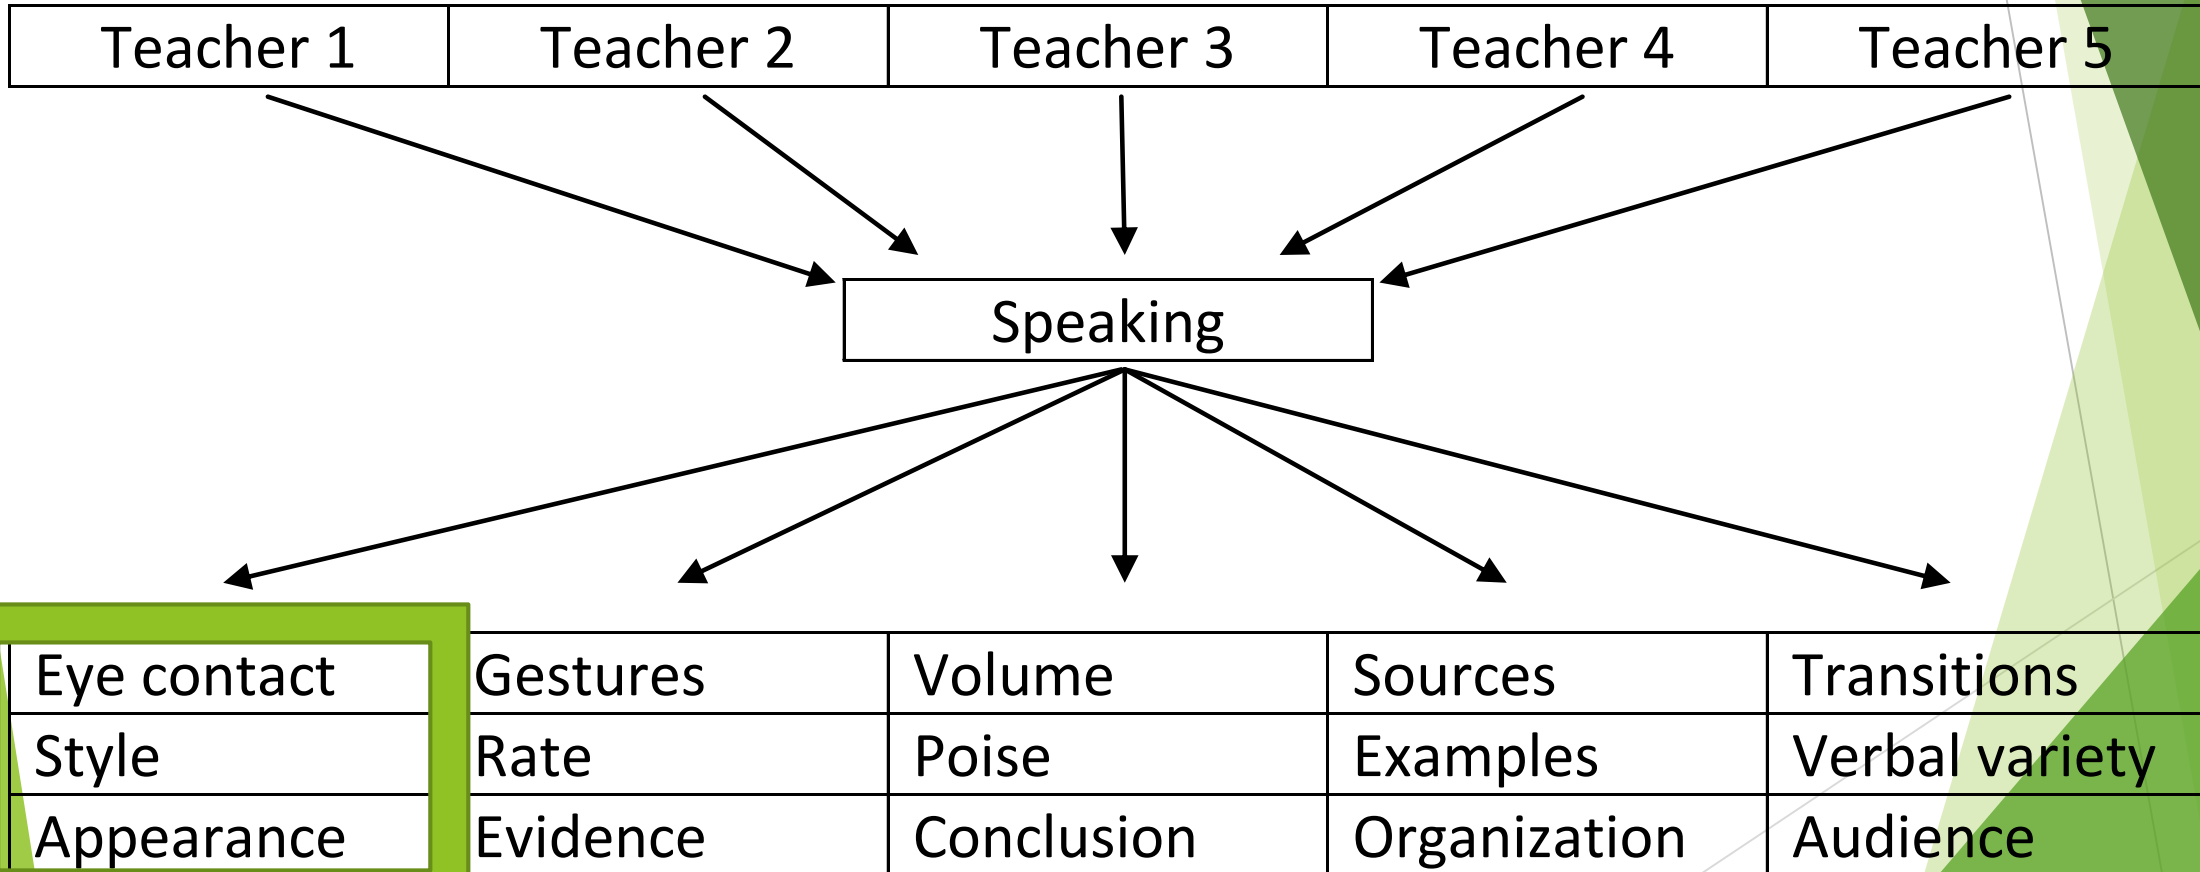 Teacher 1 Teacher 2 Teacher 3 Teacher 4 Teacher 5
Speaking
Eye contact Gestures Volume Sources Transitions
Style Rate Poise Examples Verbal variety
Appearance Evidence Conclusion Organization Audience